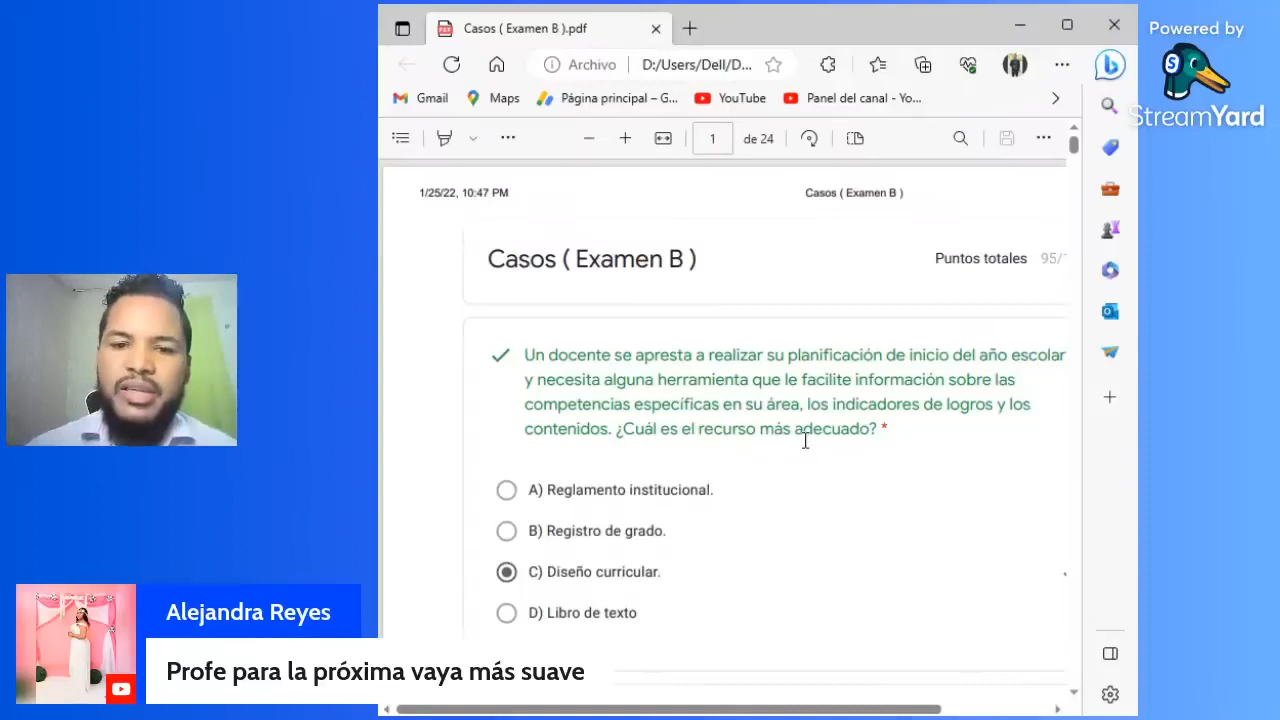 Casos ( Examen B ).pdf
Powered by
StreamYard
Archivo
D:/Users/Dell/D...
Gmail
Maps
Página principal – G...
YouTube
Panel del canal - Yo...
1
de 24
1/25/22, 10:47 PM
Casos ( Examen B )
Casos ( Examen B )
Puntos totales 95/
Un docente se apresta a realizar su planificación de inicio del año escolar
y necesita alguna herramienta que le facilite información sobre las
competencias específicas en su área, los indicadores de logros y los
contenidos. ¿Cuál es el recurso más adecuado? *
A) Reglamento institucional.
B) Registro de grado.
C) Diseño curricular.
D) Libro de texto
Alejandra Reyes
Profe para la próxima vaya más suave